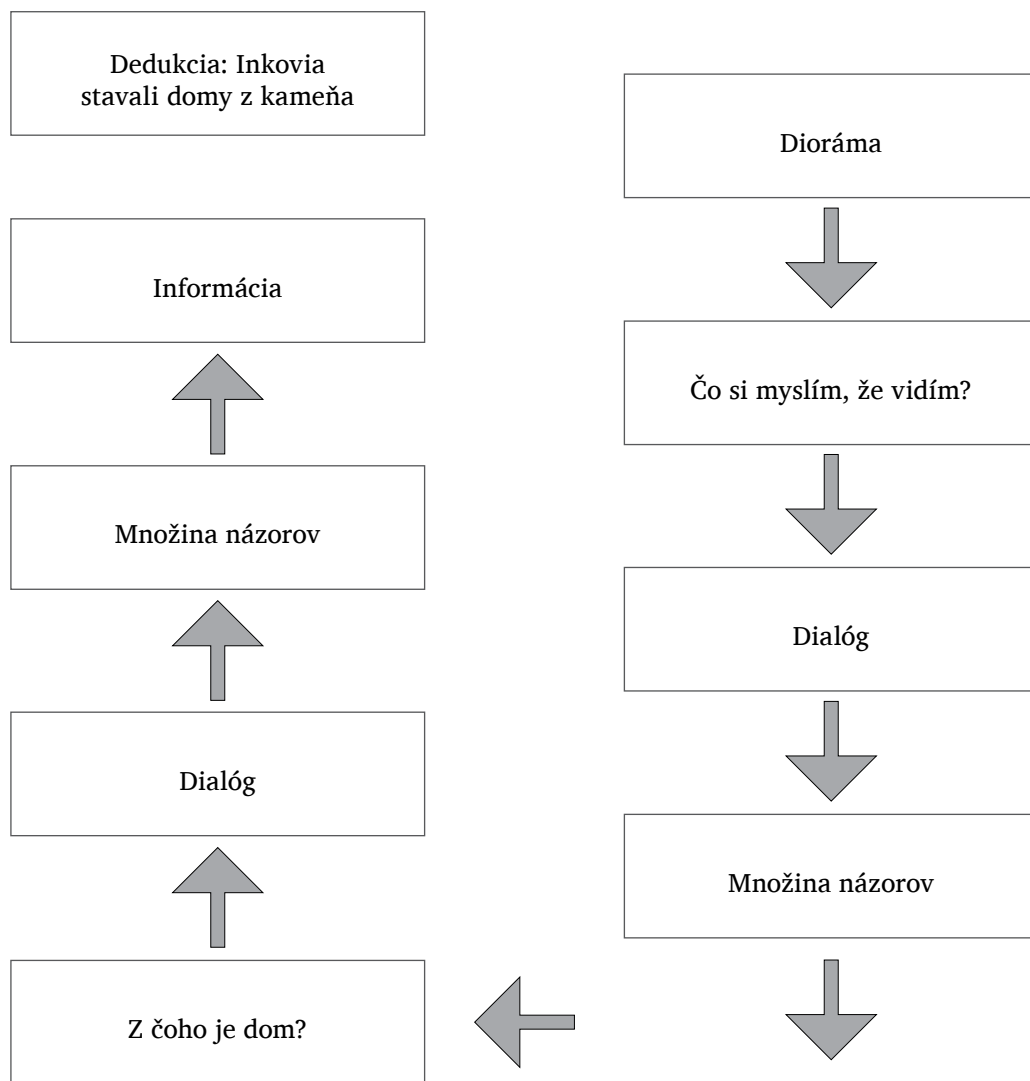 Dedukcia: Inkovia
stavali domy z kameňa
Informácia
Množina názorov
Dialóg
Z čoho je dom?
Dioráma
Čo si myslím, že vidím?
Dialóg
Množina názorov